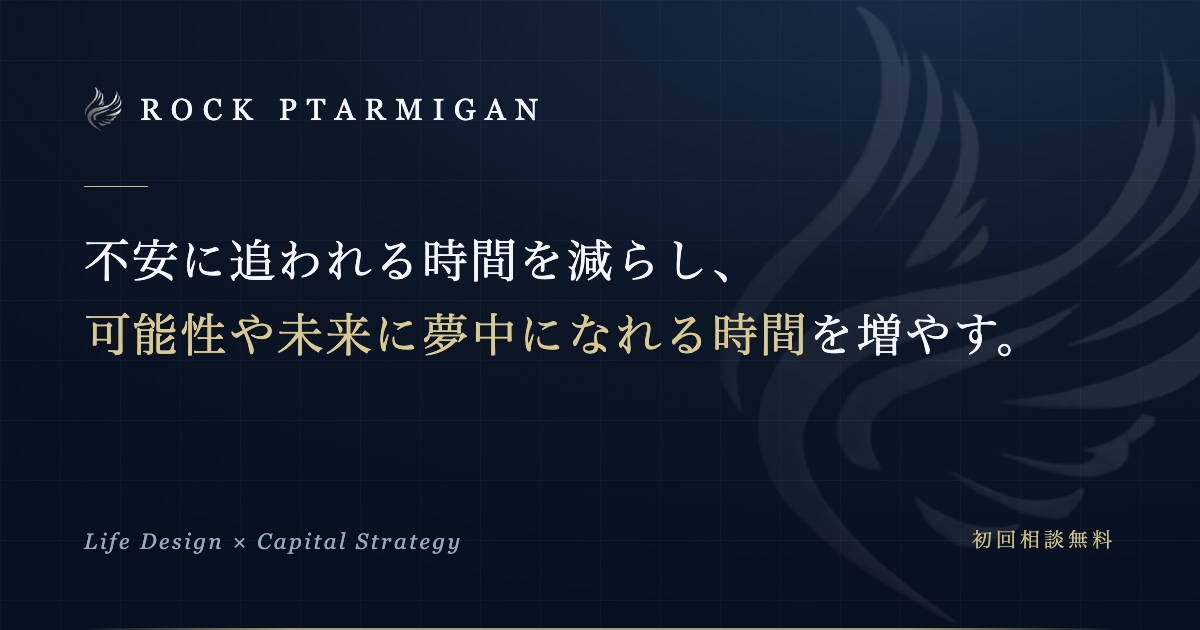 ROCK PTARMIGAN
不安に追われる時間を減らし、
可能性や未来に夢中になれる時間を増やす。
Life Design × Capital Strategy
初回相談無料